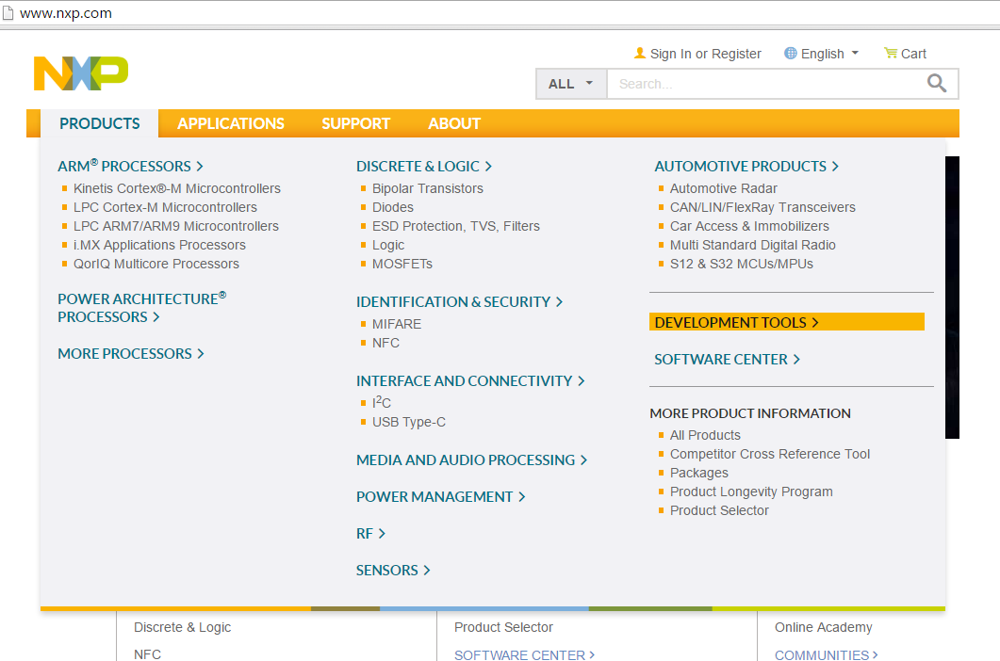 www.nxp.com
NXP
Sign In or Register English Cart
ALL Search...
PRODUCTS APPLICATIONS SUPPORT ABOUT
ARM® PROCESSORS >
Kinetis Cortex®-M Microcontrollers
LPC Cortex-M Microcontrollers
LPC ARM7/ARM9 Microcontrollers
i.MX Applications Processors
QorIQ Multicore Processors
POWER ARCHITECTURE®
PROCESSORS >
MORE PROCESSORS >
DISCRETE & LOGIC >
Bipolar Transistors
Diodes
ESD Protection, TVS, Filters
Logic
MOSFETs
IDENTIFICATION & SECURITY >
MIFARE
NFC
INTERFACE AND CONNECTIVITY >
I²C
USB Type-C
MEDIA AND AUDIO PROCESSING >
POWER MANAGEMENT >
RF >
SENSORS >
AUTOMOTIVE PRODUCTS >
Automotive Radar
CAN/LIN/FlexRay Transceivers
Car Access & Immobilizers
Multi Standard Digital Radio
S12 & S32 MCUs/MPUs
DEVELOPMENT TOOLS >
SOFTWARE CENTER >
MORE PRODUCT INFORMATION
All Products
Competitor Cross Reference Tool
Packages
Product Longevity Program
Product Selector
Discrete & Logic
NFC
Product Selector
SOFTWARE CENTER >
Online Academy
COMMUNITIES >